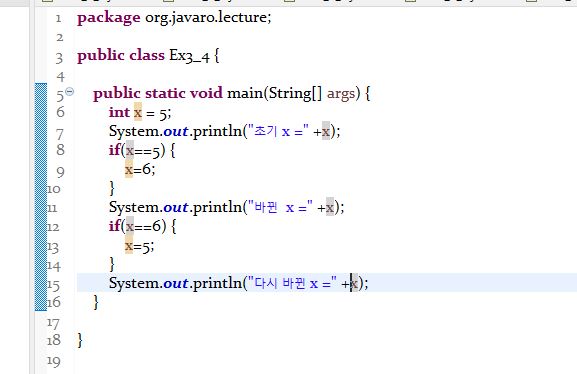 1 package org.javaro.lecture;
2
3 public class Ex3_4 {
4
5 public static void main(String[] args) {
6 int x = 5;
7 System.out.println("초기 x =" +x);
8 if(x==5) {
9 x=6;
10 }
11 System.out.println("바뀐  x =" +x);
12 if(x==6) {
13 x=5;
14 }
15 System.out.println("다시 바뀐 x =" +x);
16 }
17
18 }
19